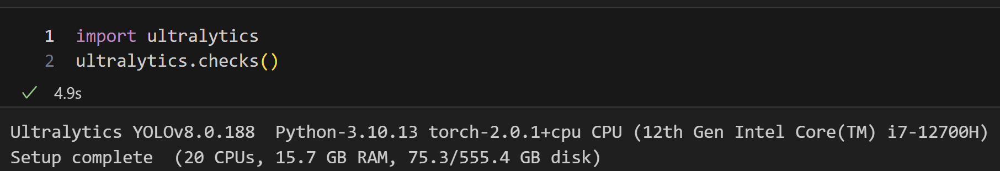 1 import ultralytics
2 ultralytics.checks()
4.9s
Ultralytics YOLOv8.0.188  Python-3.10.13 torch-2.0.1+cpu CPU (12th Gen Intel Core(TM) i7-12700H)
Setup complete  (20 CPUs, 15.7 GB RAM, 75.3/555.4 GB disk)